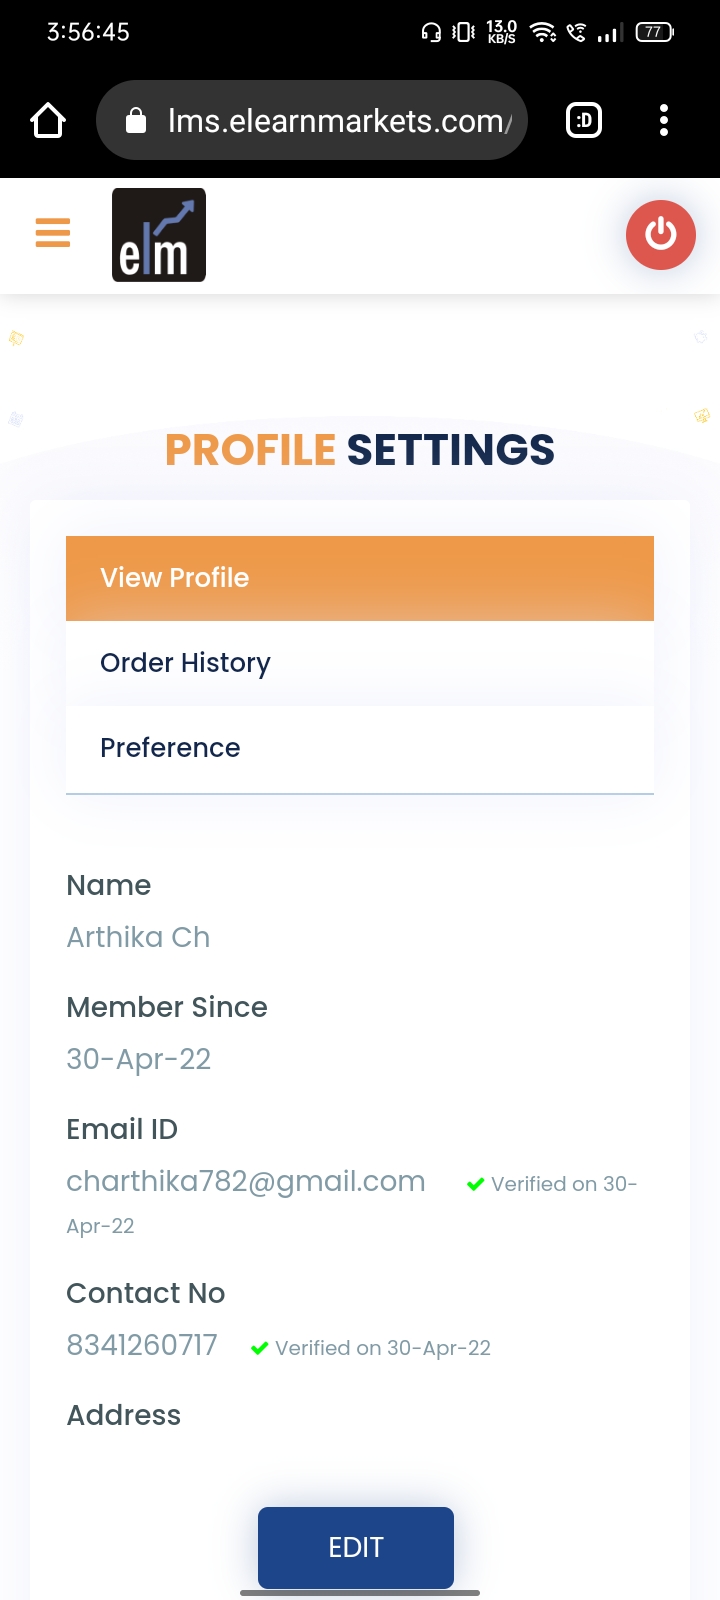 3:56:45
13.0
KB/S
77
lms.elearnmarkets.com/
:D
elm
PROFILE SETTINGS
View Profile
Order History
Preference
Name
Arthika Ch
Member Since
30-Apr-22
Email ID
charthika782@gmail.com Verified on 30-
Apr-22
Contact No
8341260717 Verified on 30-Apr-22
Address
EDIT